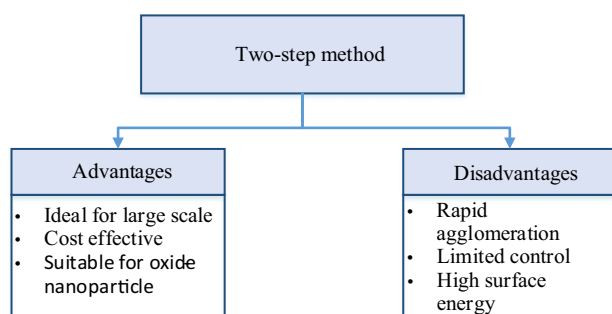 Two-step method
Advantages
• Ideal for large scale
• Cost effective
• Suitable for oxide
nanoparticle
Disadvantages
• Rapid
agglomeration
• Limited control
• High surface
energy